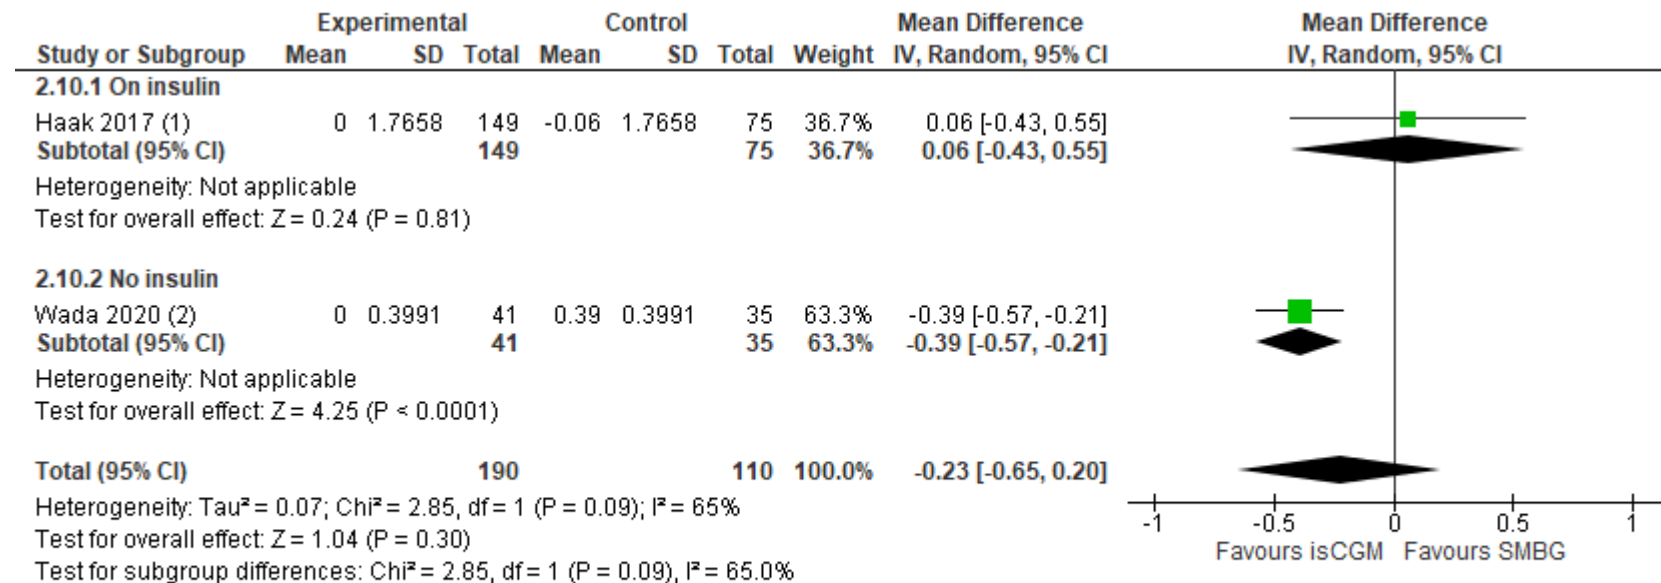 Experimental Control Mean Difference Mean Difference
Study or Subgroup Mean SD Total Mean SD Total Weight IV, Random, 95% CI IV, Random, 95% CI
2.10.1 On insulin
Haak 2017 (1) 0 1.7658 149 -0.06 1.7658 75 36.7% 0.06 [-0.43, 0.55]
Subtotal (95% CI) 149 75 36.7% 0.06 [-0.43, 0.55]
Heterogeneity: Not applicable
Test for overall effect: Z = 0.24 (P = 0.81)
2.10.2 No insulin
Wada 2020 (2) 0 0.3991 41 0.39 0.3991 35 63.3% -0.39 [-0.57, -0.21]
Subtotal (95% CI) 41 35 63.3% -0.39 [-0.57, -0.21]
Heterogeneity: Not applicable
Test for overall effect: Z = 4.25 (P < 0.0001)
Total (95% CI) 190 110 100.0% -0.23 [-0.65, 0.20]
Heterogeneity: Tau² = 0.07; Chi² = 2.85, df = 1 (P = 0.09); I² = 65%
Test for overall effect: Z = 1.04 (P = 0.30)
Test for subgroup differences: Chi² = 2.85, df = 1 (P = 0.09), I² = 65.0%
-1 -0.5 0 0.5 1
Favours isCGM Favours SMBG